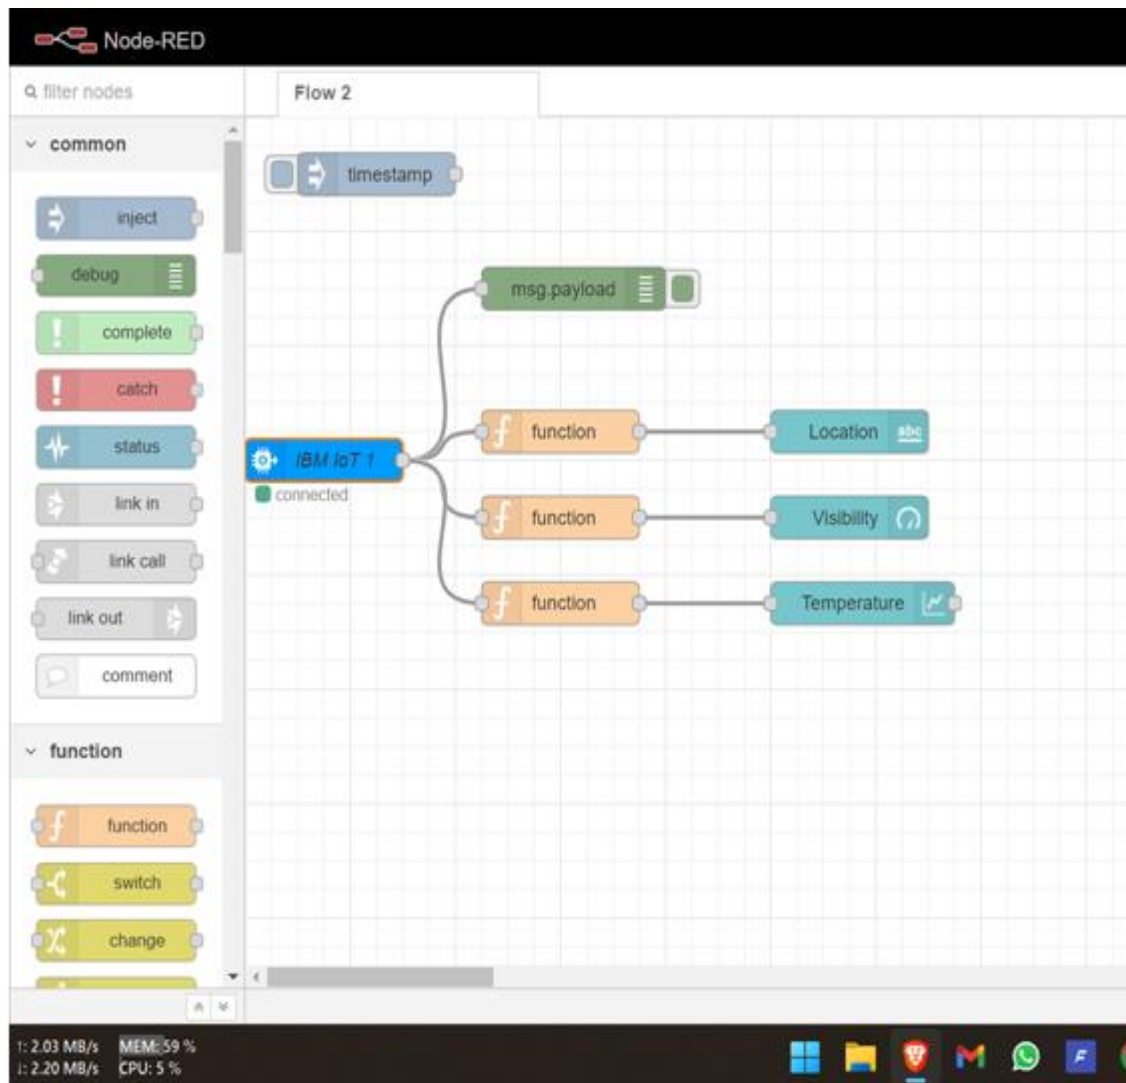 Node-RED
filter nodes
Flow 2
common
inject
debug
complete
catch
status
link in
link call
link out
comment
function
function
switch
change
timestamp
msg.payload
IBM IoT 1
connected
function
Location
abc
function
Visibility
function
Temperature
↑: 2.03 MB/s MEM: 59 %
↓: 2.20 MB/s CPU: 5 %
F